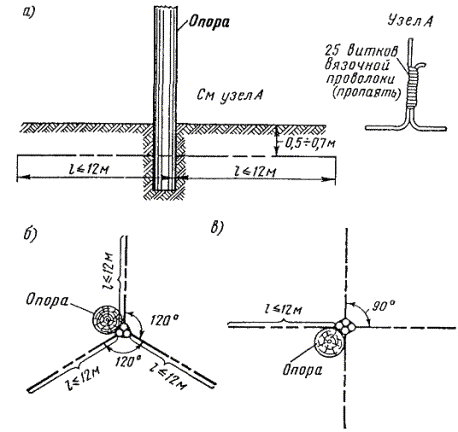 а)
Опора
Узел А
25 витков
вязочной
проволоки
(пропаять)
См узел А
0,5÷0,7м
l≤12м
l≤12м
б)
l≤12м
Опора
120°
120°
l≤12м
l≤12м
в)
l≤12м
90°
Опора